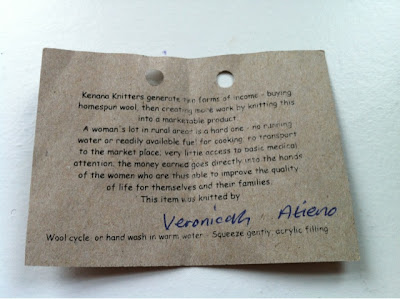 Kenana Knitters generate two forms of income - buying
homespun wool, then creating more work by knitting this
into a marketable product.
A woman's lot in rural areas is a hard one - no running
water or readily available fuel for cooking; no transport
to the market place; very little access to basic medical
attention; the money earned goes directly into the hands
of the women who are thus able to improve the quality
of life for themselves and their families.
This item was knitted by
Veronicah Atieno
Wool cycle, or hand wash in warm water - Squeeze gently, acrylic filling